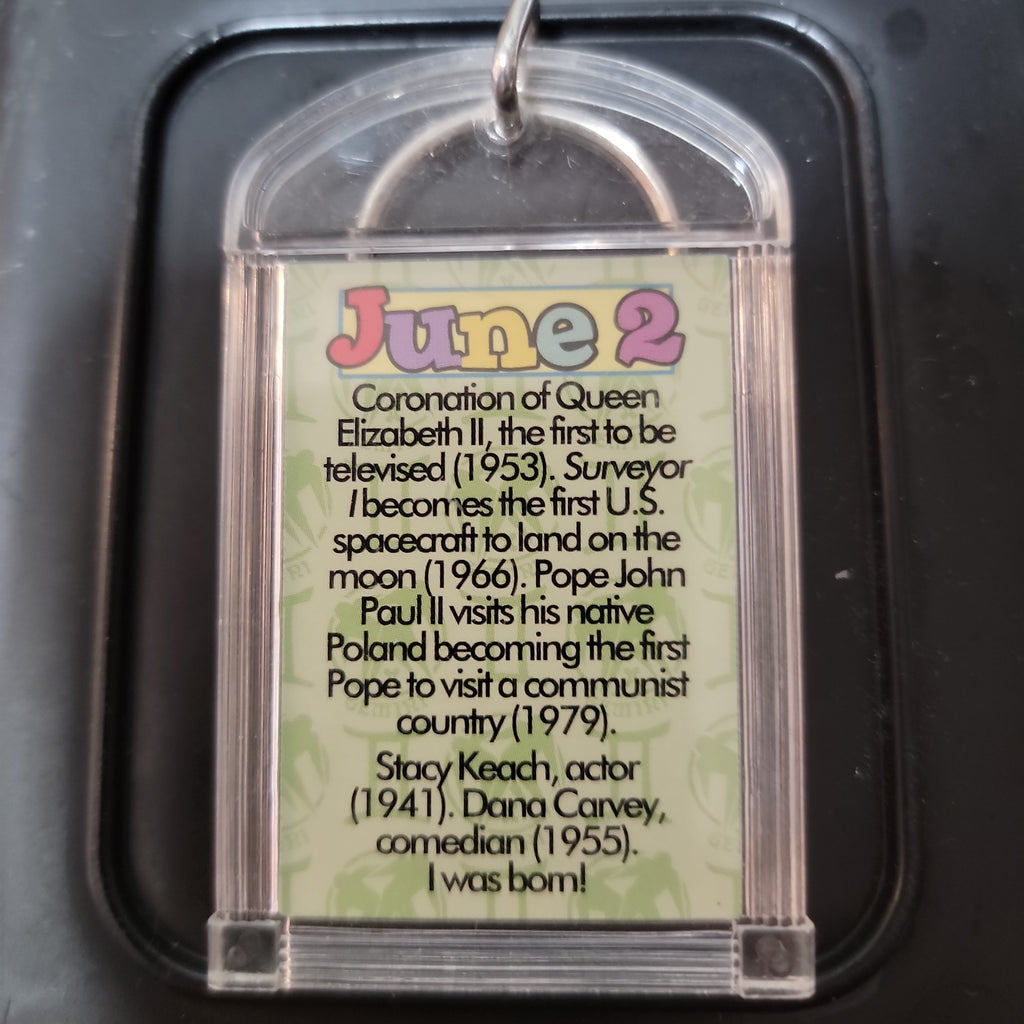 June 2
Coronation of Queen
Elizabeth II, the first to be
televised (1953). Surveyor
I becomes the first U.S.
spacecraft to land on the
moon (1966). Pope John
Paul II visits his native
Poland becoming the first
Pope to visit a communist
country (1979).
Stacy Keach, actor
(1941). Dana Carvey,
comedian (1955).
I was born!